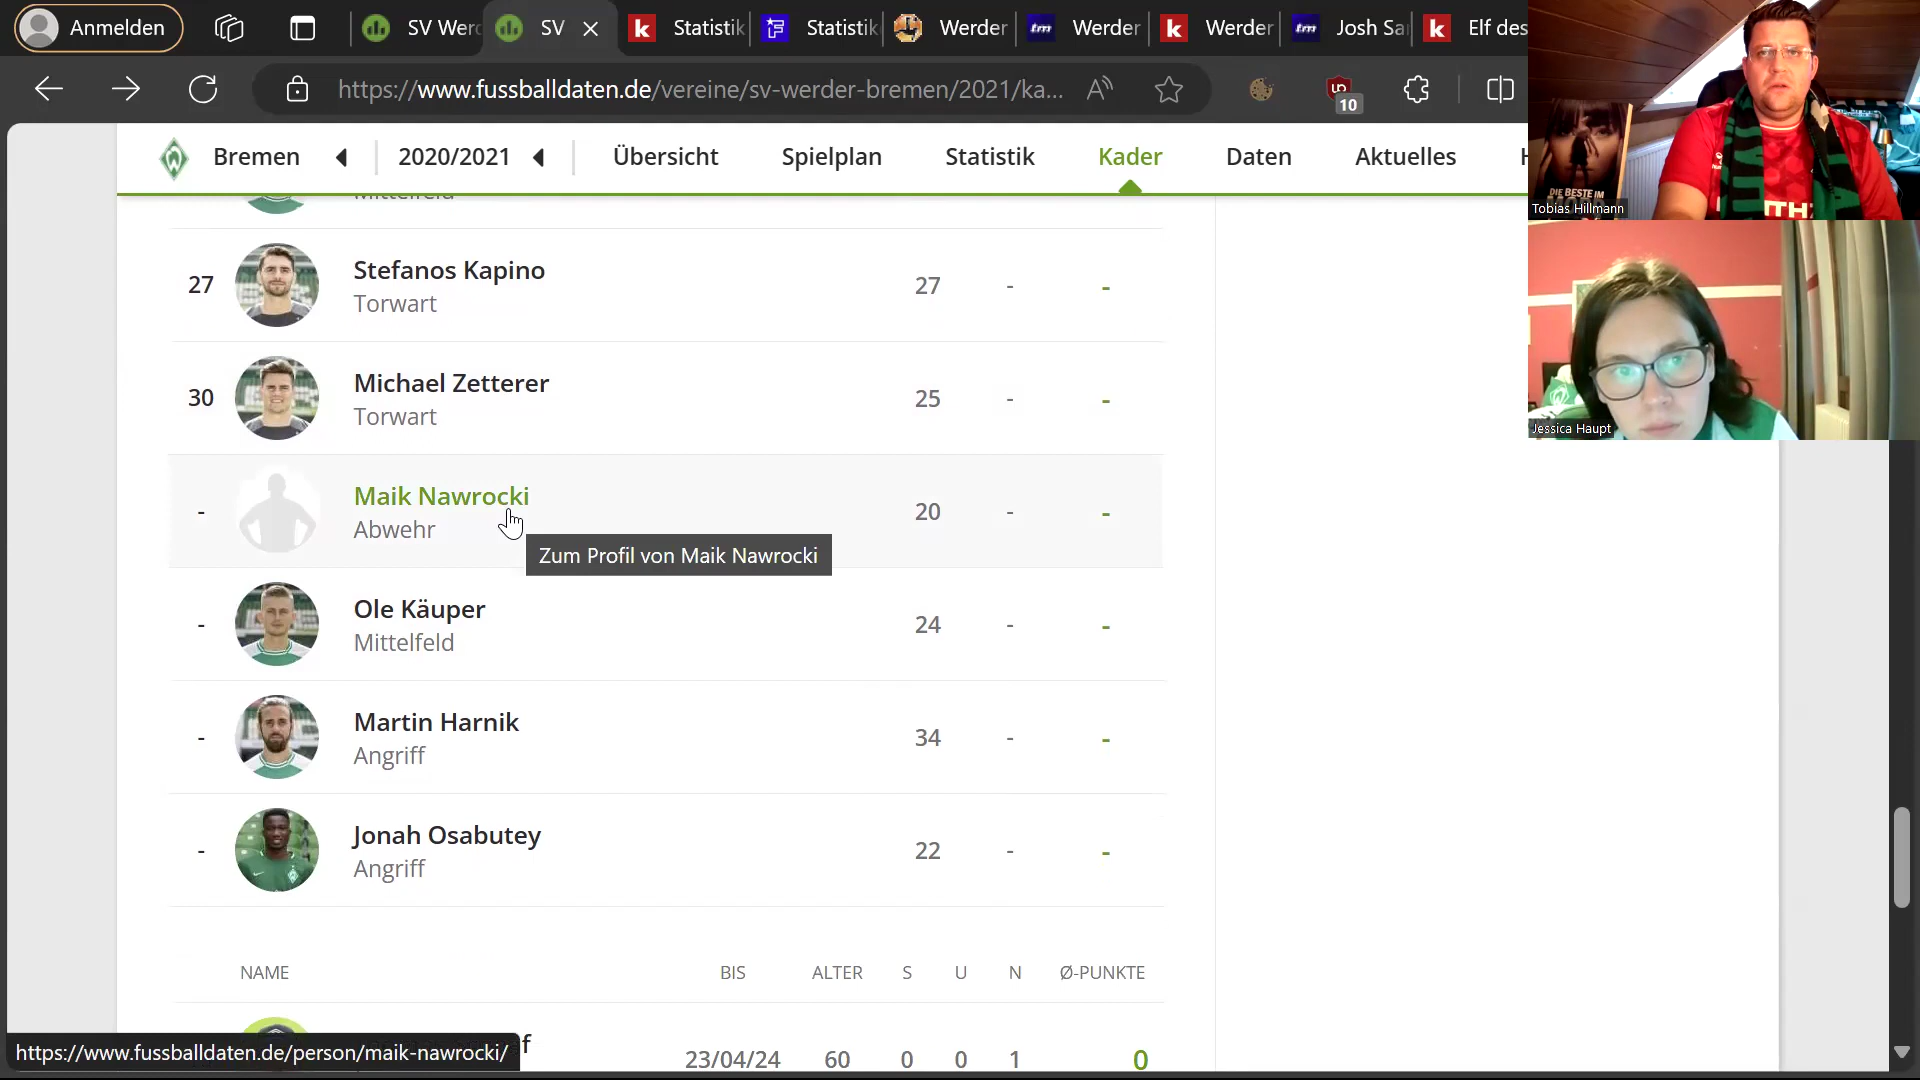 Anmelden
SV Werd
SV
Statistik
Statistik
Werder
Werder
Werder
Josh Sa
Elf des
https://www.fussballdaten.de/vereine/sv-werder-bremen/2021/ka...
10
Bremen
2020/2021
Übersicht
Spielplan
Statistik
Kader
Daten
Aktuelles
Mittelfeld
27
Stefanos Kapino
Torwart
27
-
-
30
Michael Zetterer
Torwart
25
-
-
-
Maik Nawrocki
Abwehr
20
-
-
Zum Profil von Maik Nawrocki
-
Ole Käuper
Mittelfeld
24
-
-
-
Martin Harnik
Angriff
34
-
-
-
Jonah Osabutey
Angriff
22
-
-
NAME
BIS
ALTER
S
U
N
Ø-PUNKTE
23/04/24
60
0
0
1
0
https://www.fussballdaten.de/person/maik-nawrocki/
DIE BESTE IM
Tobias Hillmann
Jessica Haupt